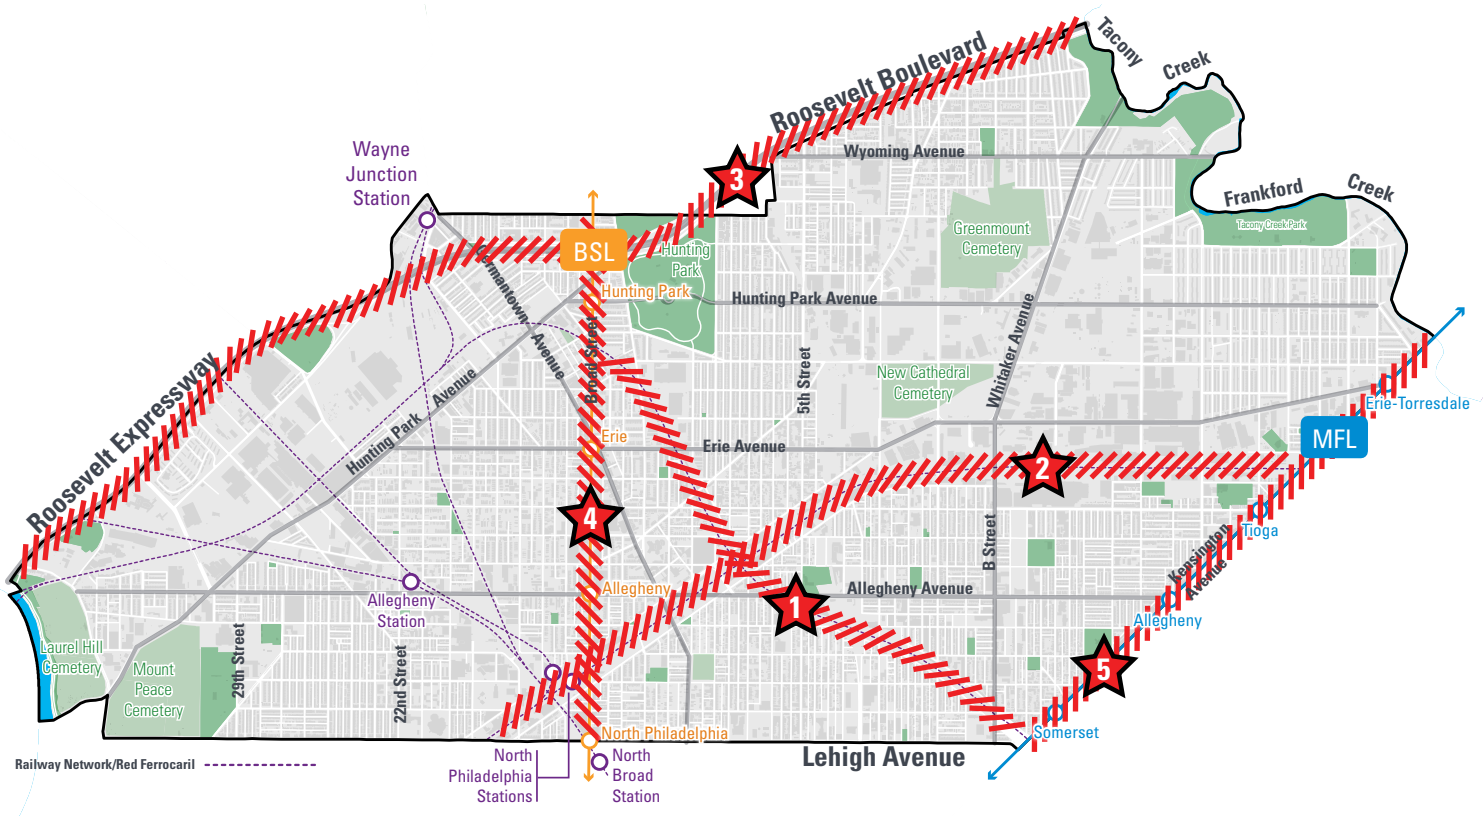 Tacony
Creek
Roosevelt Boulevard
Wayne
Junction
Station
Wyoming Avenue
3
Frankford
Creek
Tacony Creek Park
Greenmount
Cemetery
BSL
Hunting
Park
Germantown Avenue
Hunting Park
Hunting Park Avenue
Broad Street
Whitaker Avenue
5th Street
New Cathedral
Cemetery
Roosevelt Expressway
Hunting Park Avenue
Erie-Torresdale
MFL
Erie
Erie Avenue
2
4
B Street
Tioga
Kensington
Avenue
Allegheny
Allegheny Avenue
Allegheny
Station
1
Allegheny
Laurel Hill
Cemetery
Mount
Peace
Cemetery
29th Street
22nd Street
5
North Philadelphia
Somerset
Lehigh Avenue
Railway Network/Red Ferrocaril
North
Philadelphia
Stations
North
Broad
Station